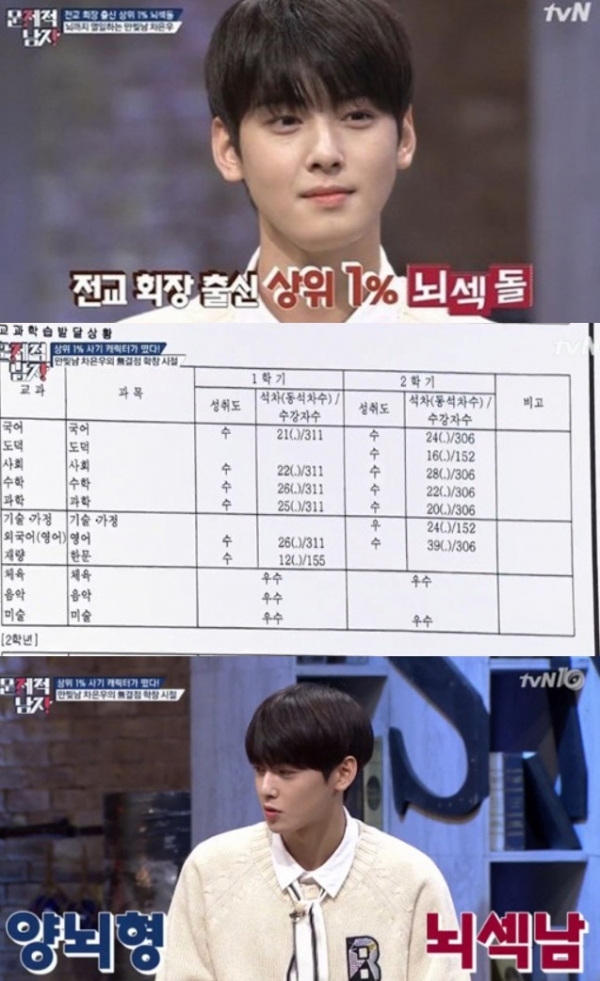 문제적
남자
전교 회장 출신 상위 1% 뇌섹돌
뇌까지 열일하는 만찢남 차은우
tvN
전교 회장 출신 상위 1% 뇌섹돌
교과학습발달상황
문제적
남자
상위 1% 사기 캐릭터가 떴다!
만찢남 차은우의 無결점 학창 시절
tvN
교과 과목 1학기 2학기 비고
성취도 석차(동석차수)/수강자수 성취도 석차(동석차수)/수강자수
국어 국어 수 21(.)/311 수 24(.)/306
도덕 도덕 수 16(.)/152
사회 사회 수 22(.)/311 수 28(.)/306
수학 수학 수 26(.)/311 수 22(.)/306
과학 과학 수 25(.)/311 수 20(.)/306
기술·가정 기술·가정 우 24(.)/152
외국어(영어) 영어 수 26(.)/311 수 39(.)/306
재량 한문 수 12(.)/155
체육 체육 우수 우수
음악 음악 우수
미술 미술 우수 우수
[2학년]
문제적
남자
상위 1% 사기 캐릭터가 떴다!
만찢남 차은우의 無결점 학창 시절
tvN10
양뇌형 뇌섹남